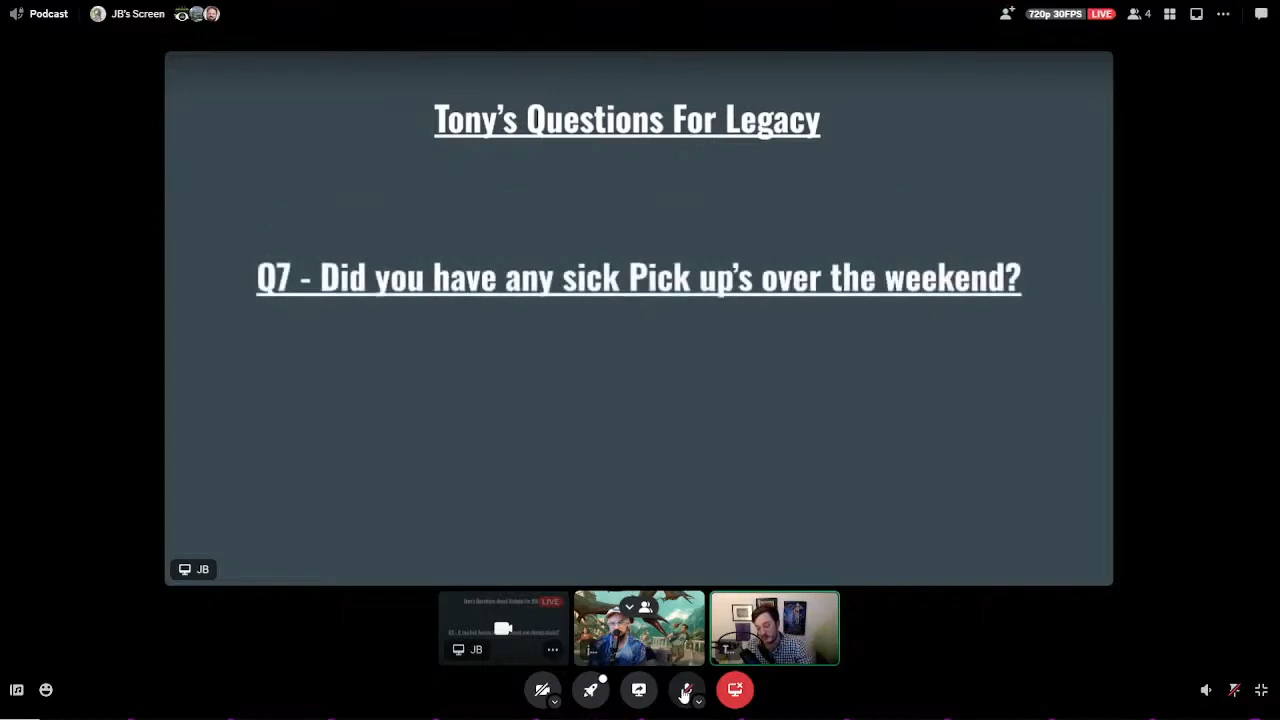 Podcast
JB's Screen
720p 30FPS LIVE
4
Tony's Questions For Legacy
Q7 - Did you have any sick Pick up's over the weekend?
JB
LIVE
JB
j...
T...